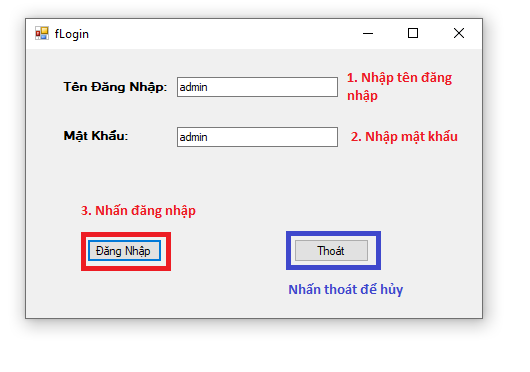 fLogin
Tên Đăng Nhập:
admin
1. Nhập tên đăng
nhập
Mật Khẩu:
admin
2. Nhập mật khẩu
3. Nhấn đăng nhập
Đăng Nhập
Thoát
Nhấn thoát để hủy